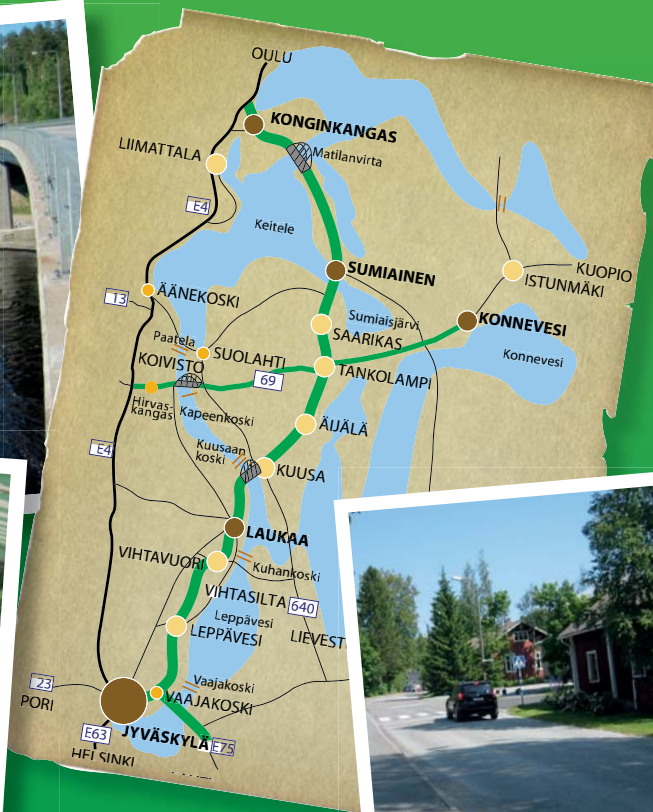 OULU
KONGINKANGAS
LIIMATTALA
Matilanvirta
E4
Keitele
KUOPIO
SUMIAINEN
ISTUNMÄKI
13
ÄÄNEKOSKI
Sumiaisjärvi
KONNEVESI
SAARIKAS
Paatela
SUOLAHTI
KOIVISTO
Konnevesi
69
TANKOLAMPI
Hirvas-
kangas
Kapeenkoski
ÄIJÄLÄ
E4
Kuusaan
koski
KUUSA
LAUKAA
VIHTAVUORI
Kuhankoski
VIHTASILTA
640
Leppävesi
LEPPÄVESI
LIEVEST
23
Vaajakoski
PORI
VAAJAKOSKI
E63
JYVÄSKYLÄ
E75
HELSINKI